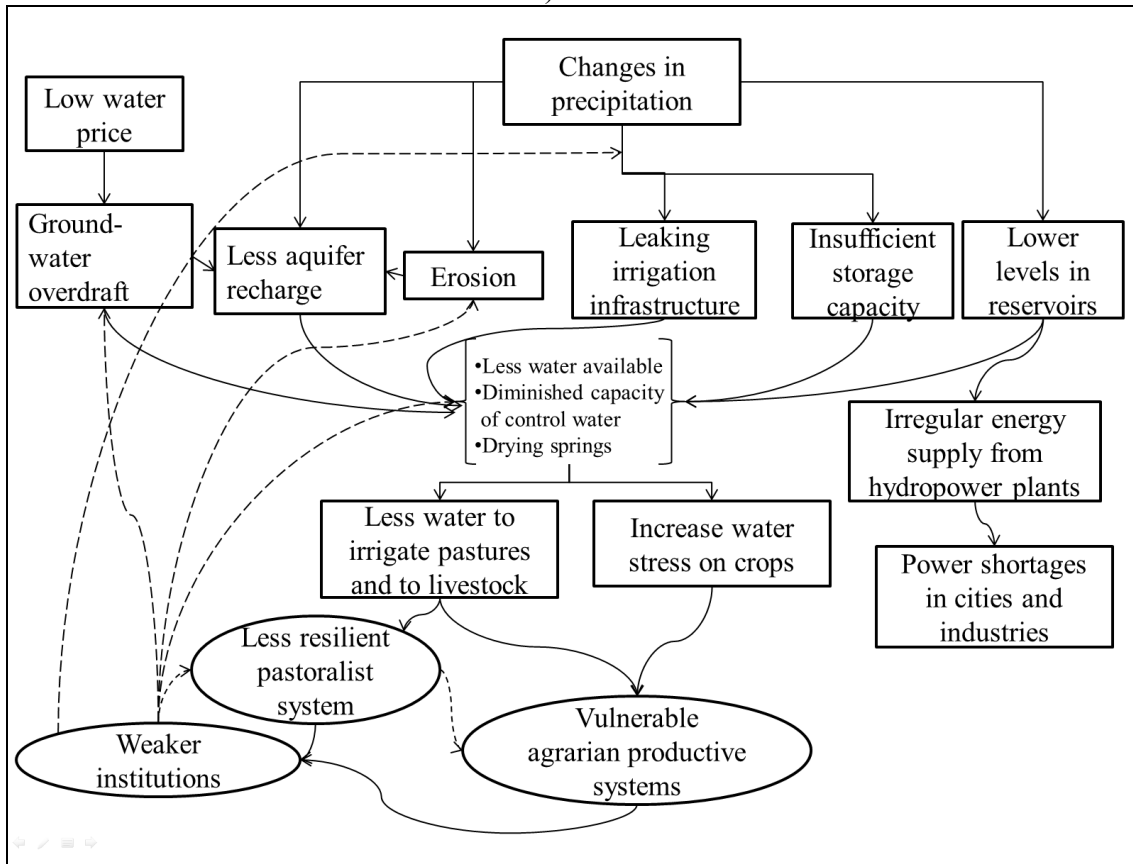 Changes in
precipitation
Low water
price
Ground-
water
overdraft
Less aquifer
recharge
Erosion
Leaking
irrigation
infrastructure
Insufficient
storage
capacity
Lower
levels in
reservoirs
•Less water available
•Diminished capacity
of control water
•Drying springs
Irregular energy
supply from
hydropower plants
Less water to
irrigate pastures
and to livestock
Increase water
stress on crops
Power shortages
in cities and
industries
Less resilient
pastoralist
system
Weaker
institutions
Vulnerable
agrarian productive
systems